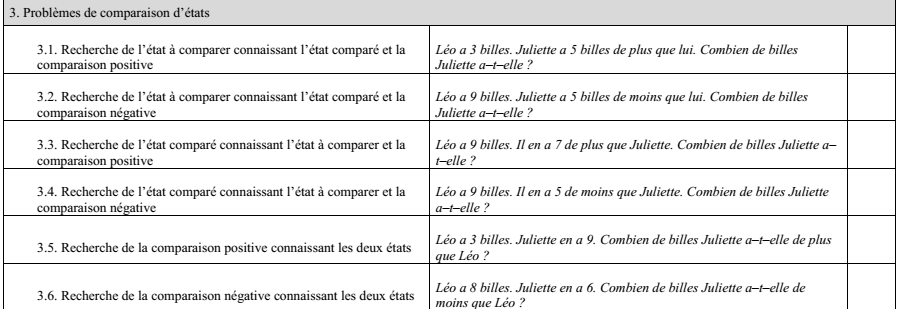 3. Problèmes de comparaison d'états
3.1. Recherche de l'état à comparer connaissant l'état comparé et la
comparaison positive
Léo a 3 billes. Juliette a 5 billes de plus que lui. Combien de billes
Juliette a–t–elle ?
3.2. Recherche de l'état à comparer connaissant l'état comparé et la
comparaison négative
Léo a 9 billes. Juliette a 5 billes de moins que lui. Combien de billes
Juliette a–t–elle ?
3.3. Recherche de l'état comparé connaissant l'état à comparer et la
comparaison positive
Léo a 9 billes. Il en a 7 de plus que Juliette. Combien de billes Juliette a–
t–elle ?
3.4. Recherche de l'état comparé connaissant l'état à comparer et la
comparaison négative
Léo a 9 billes. Il en a 5 de moins que Juliette. Combien de billes Juliette
a–t–elle ?
3.5. Recherche de la comparaison positive connaissant les deux états
Léo a 3 billes. Juliette en a 9. Combien de billes Juliette a–t–elle de plus
que Léo ?
3.6. Recherche de la comparaison négative connaissant les deux états
Léo a 8 billes. Juliette en a 6. Combien de billes Juliette a–t–elle de
moins que Léo ?